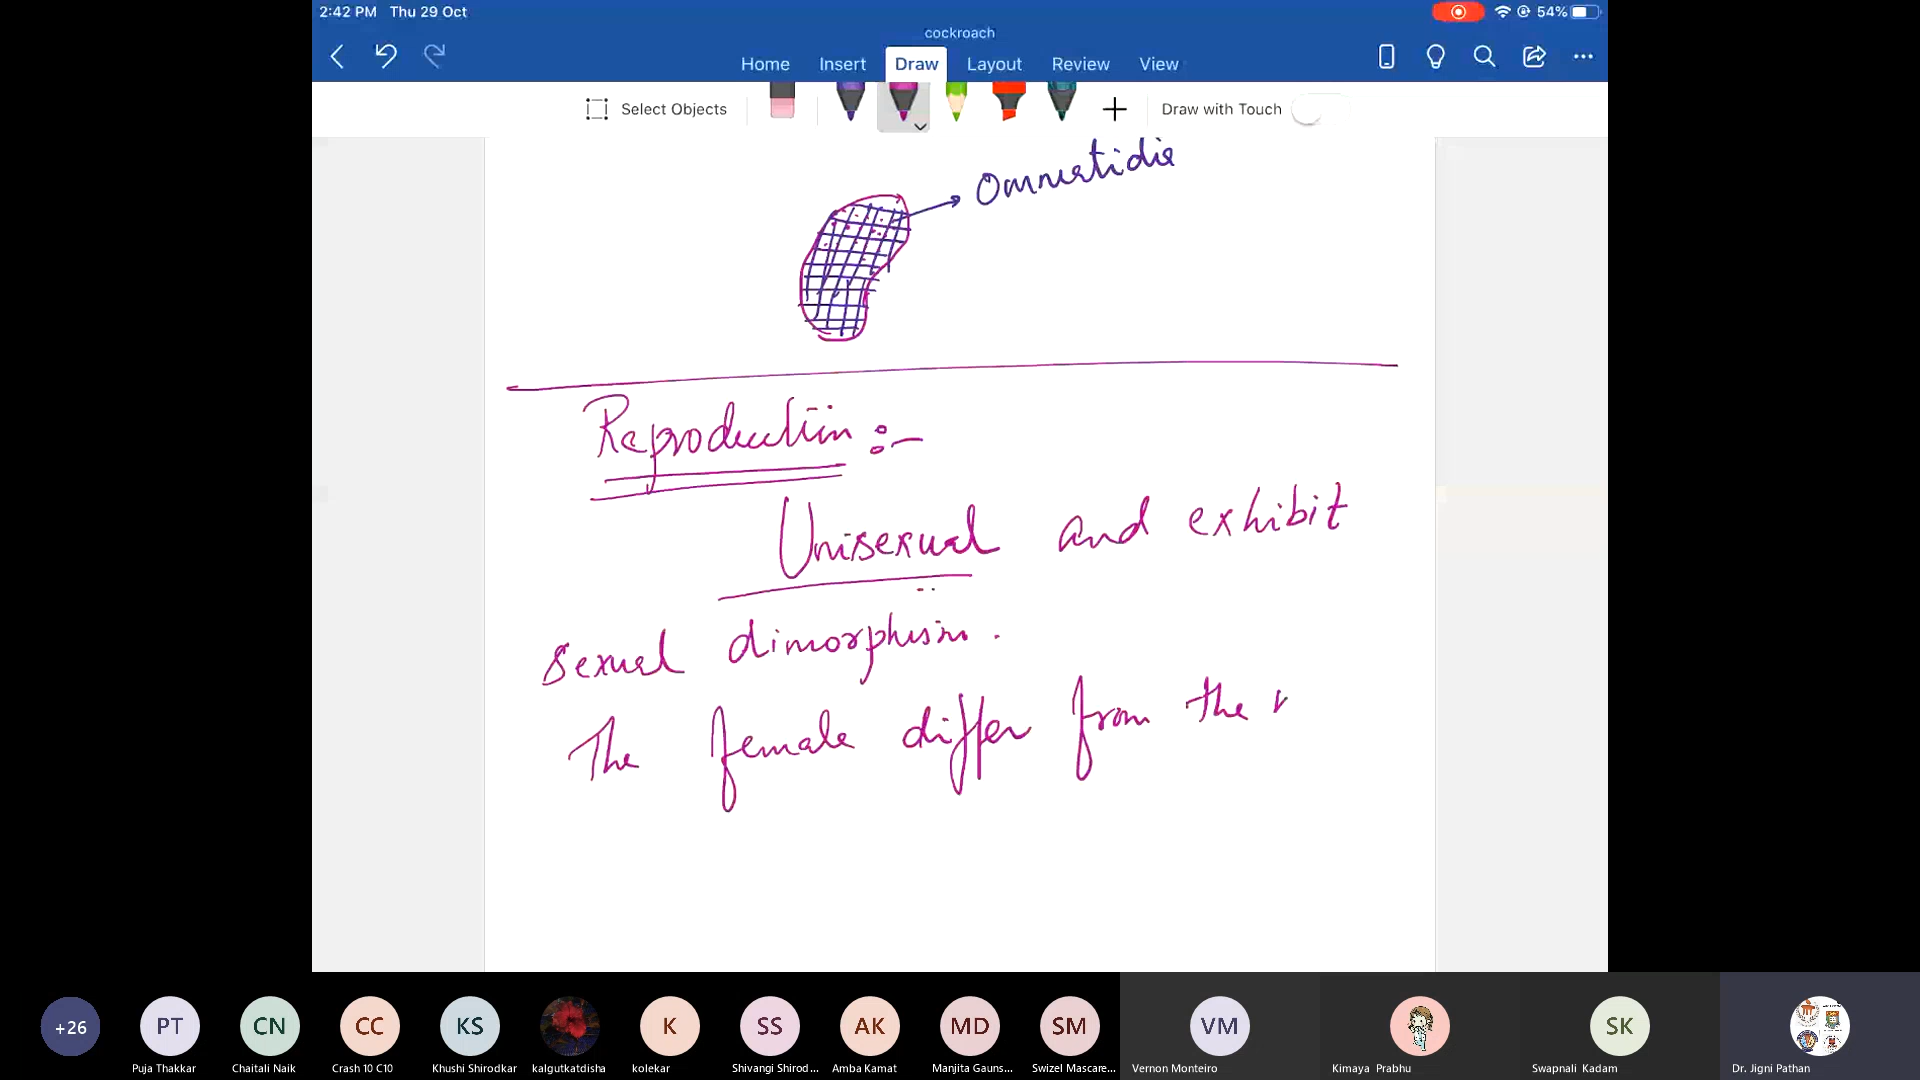 2:42 PM Thu 29 Oct
54%
cockroach
Home Insert Draw Layout Review View
Select Objects
Draw with Touch
Ommatidia
Reproduction :-
Unisexual and exhibit
sexual dimorphism.
The female differ from the
+26 PT CN CC KS K SS AK MD SM VM SK
Puja Thakkar Chaitali Naik Crash 10 C10 Khushi Shirodkar kalgutkatdisha kolekar Shivangi Shirod... Amba Kamat Manjita Gauns... Swizel Mascare... Vernon Monteiro Kimaya Prabhu Swapnali Kadam Dr. Jigni Pathan